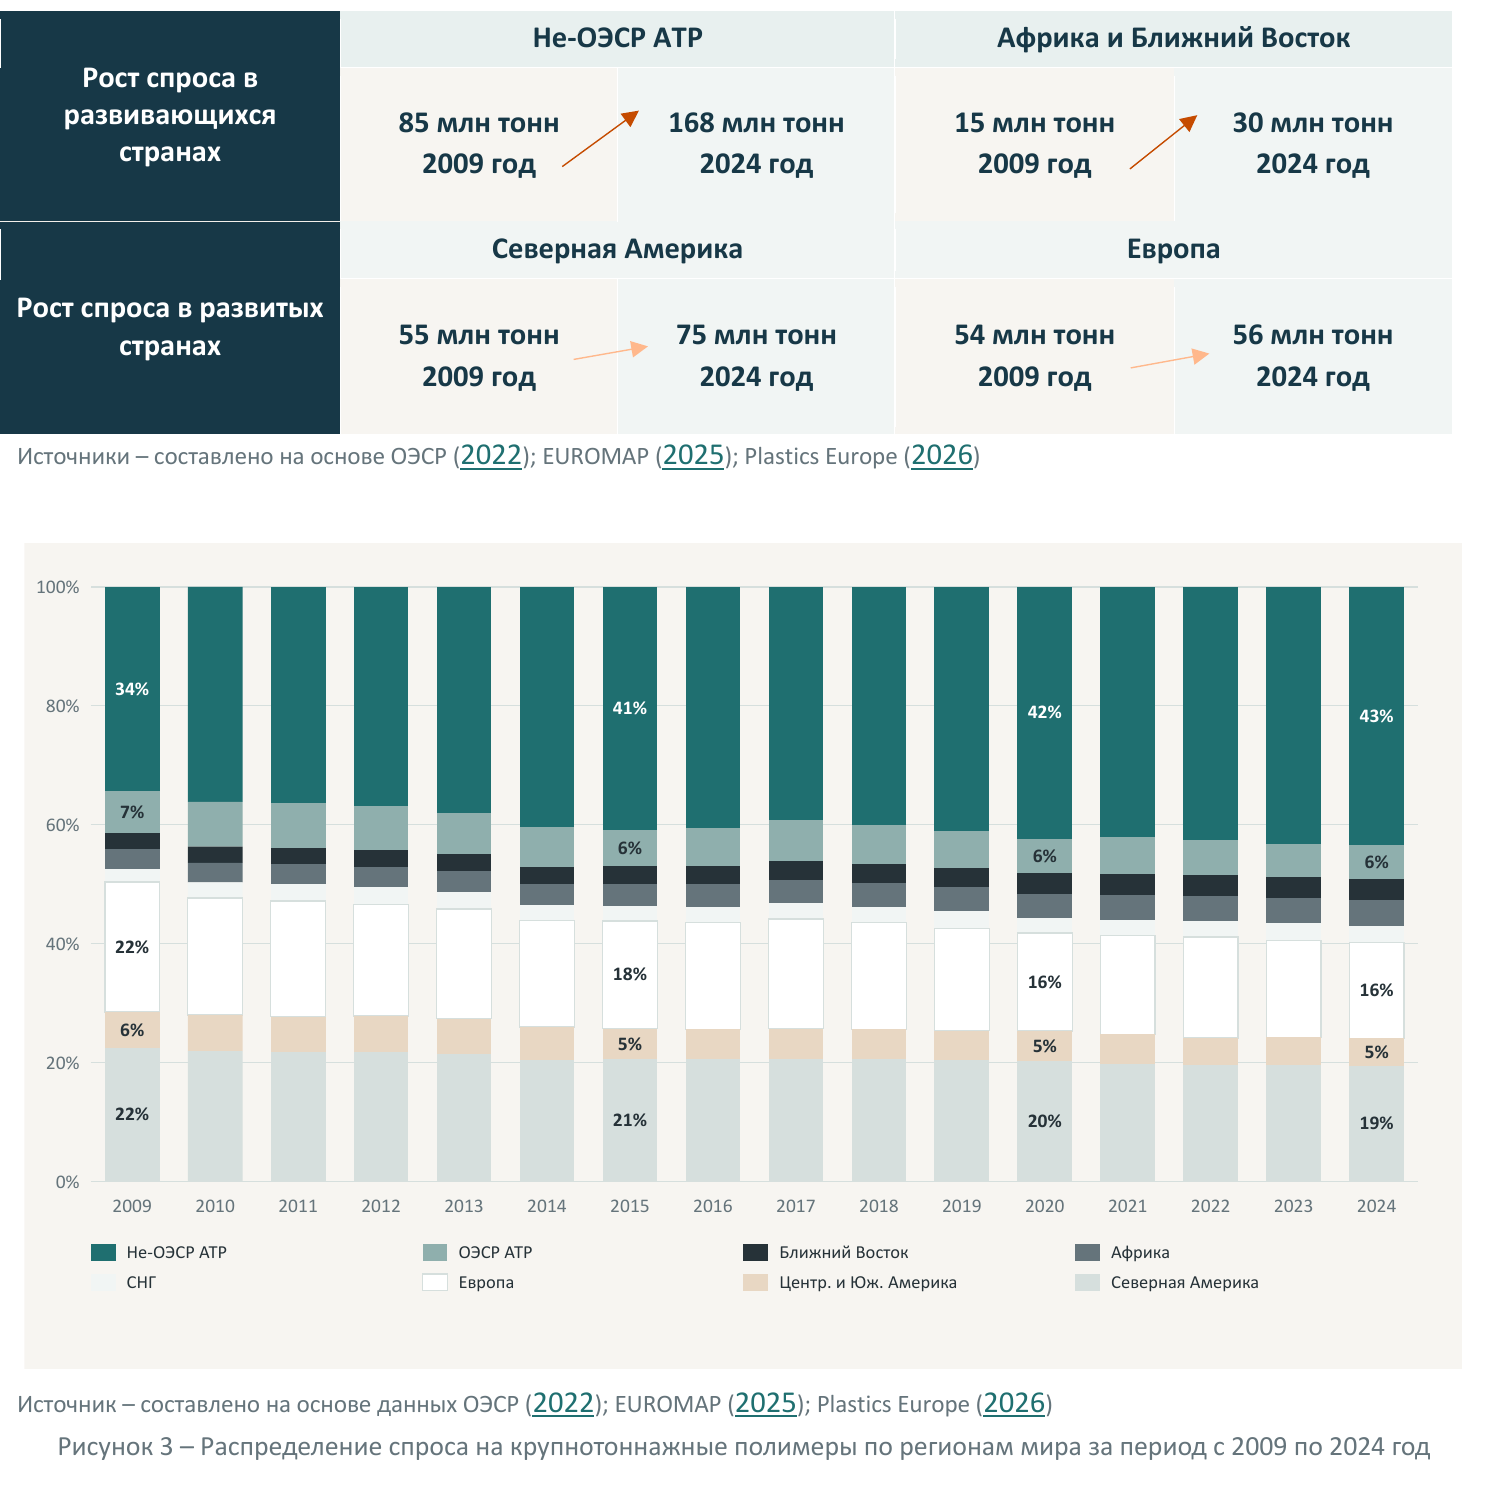 Рост спроса в
развивающихся
странах
Не-ОЭСР АТР
Африка и Ближний Восток
85 млн тонн
2009 год
168 млн тонн
2024 год
15 млн тонн
2009 год
30 млн тонн
2024 год
Рост спроса в развитых
странах
Северная Америка
Европа
55 млн тонн
2009 год
75 млн тонн
2024 год
54 млн тонн
2009 год
56 млн тонн
2024 год
Источники – составлено на основе ОЭСР (2022); EUROMAP (2025); Plastics Europe (2026)
100%
80%
60%
40%
20%
0%
34%
7%
22%
6%
22%
41%
6%
18%
5%
21%
42%
6%
16%
5%
20%
43%
6%
16%
5%
19%
2009 2010 2011 2012 2013 2014 2015 2016 2017 2018 2019 2020 2021 2022 2023 2024
Не-ОЭСР АТР ОЭСР АТР Ближний Восток Африка
СНГ Европа Центр. и Юж. Америка Северная Америка
Источник – составлено на основе данных ОЭСР (2022); EUROMAP (2025); Plastics Europe (2026)
Рисунок 3 – Распределение спроса на крупнотоннажные полимеры по регионам мира за период с 2009 по 2024 год